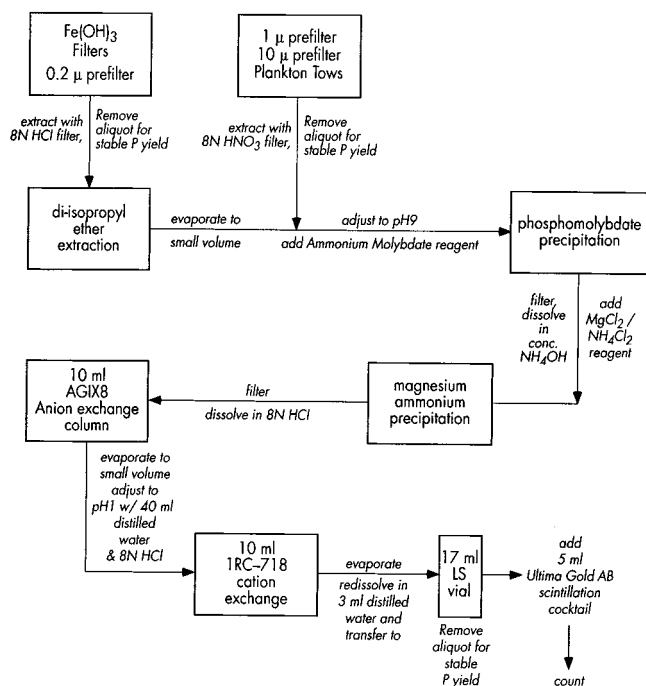 Fe(OH)3
Filters
0.2 µ prefilter
1 µ prefilter
10 µ prefilter
Plankton Tows
extract with
8N HCl filter,
Remove
aliquot for
stable P yield
extract with
8N HNO3 filter,
Remove
aliquot for
stable P yield
di-isopropyl
ether
extraction
evaporate to
small volume
adjust to pH9
add Ammonium Molybdate reagent
phosphomolybdate
precipitation
filter,
dissolve
in
conc.
NH4OH
add
MgCl2 /
NH4Cl2
reagent
magnesium
ammonium
precipitation
filter
dissolve in 8N HCl
10 ml
AGIX8
Anion exchange
column
evaporate to
small volume
adjust to
pH1 w/ 40 ml
distilled
water
& 8N HCl
10 ml
1RC-718
cation
exchange
evaporate
redissolve in
3 ml distilled
water and
transfer to
17 ml
LS
vial
Remove
aliquot for
stable
P yield
add
5 ml
Ultima Gold AB
scintillation
cocktail
count